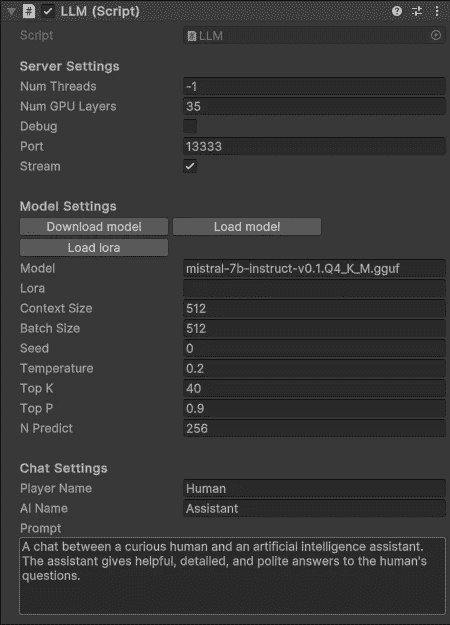 LLM (Script)
Script LLM
Server Settings
Num Threads -1
Num GPU Layers 35
Debug
Port 13333
Stream
Model Settings
Download model Load model
Load lora
Model mistral-7b-instruct-v0.1.Q4_K_M.gguf
Lora
Context Size 512
Batch Size 512
Seed 0
Temperature 0.2
Top K 40
Top P 0.9
N Predict 256
Chat Settings
Player Name Human
AI Name Assistant
Prompt
A chat between a curious human and an artificial intelligence assistant.
The assistant gives helpful, detailed, and polite answers to the human's
questions.